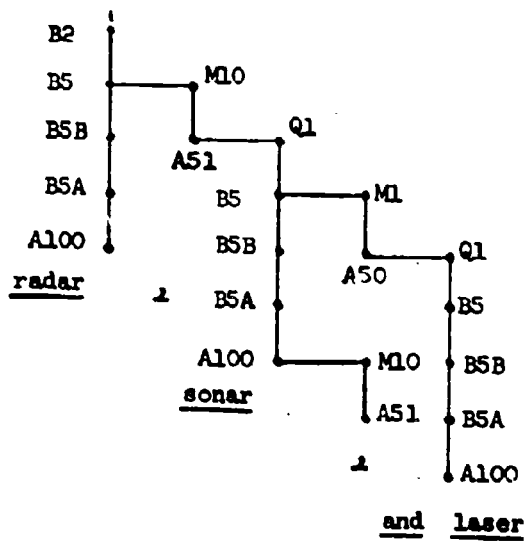 B2
B5 M10
B5B A51 Q1
B5A B5 M1
A100 B5B A50 Q1
radar , B5A B5
A100 M10 B5B
sonar A51 B5A
, A100
and laser